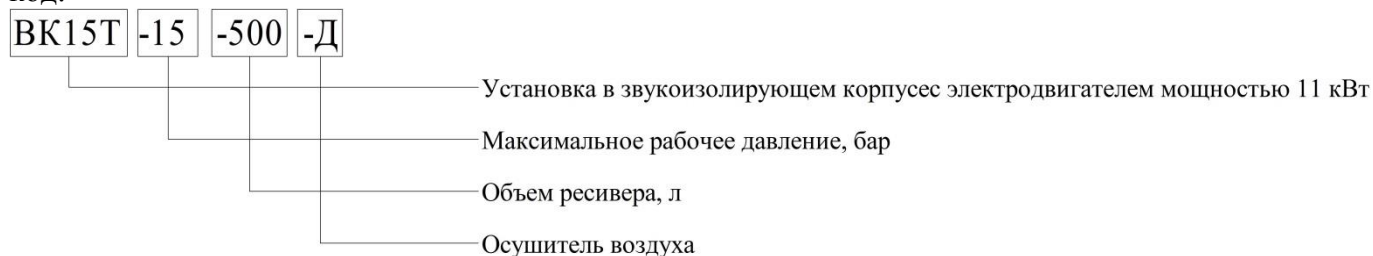 ВК15Т -15 -500 -Д
Установка в звукоизолирующем корпусес электродвигателем мощностью 11 кВт
Максимальное рабочее давление, бар
Объем ресивера, л
Осушитель воздуха